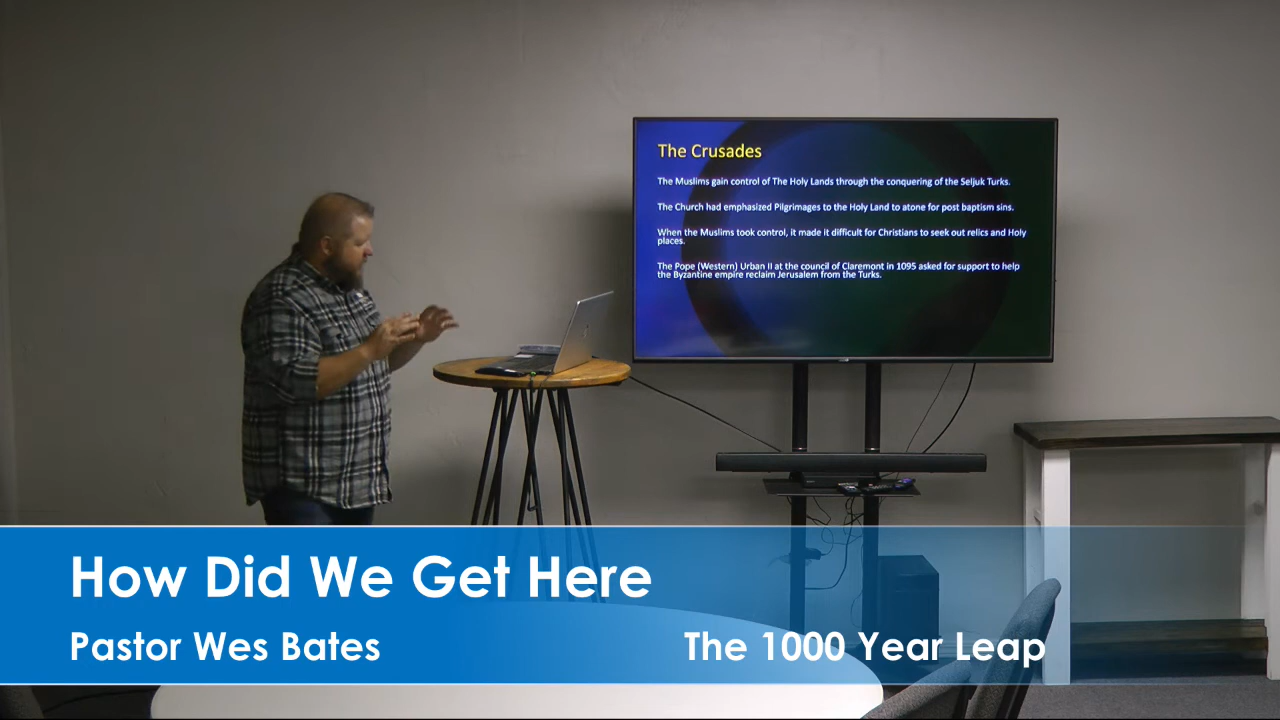 The Crusades
The Muslims gain control of The Holy Lands through the conquering of the Seljuk Turks.
The Church had emphasized Pilgrimages to the Holy Land to atone for post baptism sins.
When the Muslims took control, it made it difficult for Christians to seek out relics and Holy
places.
The Pope (Western) Urban II at the council of Claremont in 1095 asked for support to help
the Byzantine empire reclaim Jerusalem from the Turks.
How Did We Get Here
Pastor Wes Bates
The 1000 Year Leap